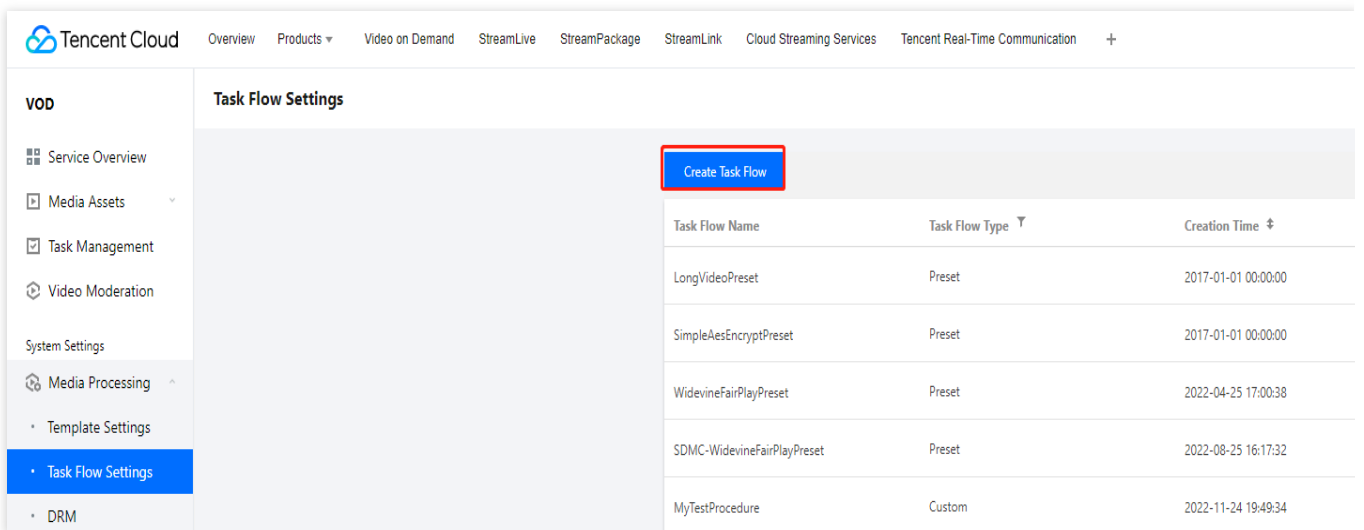 Tencent Cloud Overview Products Video on Demand StreamLive StreamPackage StreamLink Cloud Streaming Services Tencent Real-Time Communication +
VOD
Task Flow Settings
Service Overview
Media Assets
Task Management
Video Moderation
System Settings
Media Processing
Template Settings
Task Flow Settings
DRM
Create Task Flow
Task Flow Name Task Flow Type Creation Time
LongVideoPreset Preset 2017-01-01 00:00:00
SimpleAesEncryptPreset Preset 2017-01-01 00:00:00
WidevineFairPlayPreset Preset 2022-04-25 17:00:38
SDMC-WidevineFairPlayPreset Preset 2022-08-25 16:17:32
MyTestProcedure Custom 2022-11-24 19:49:34